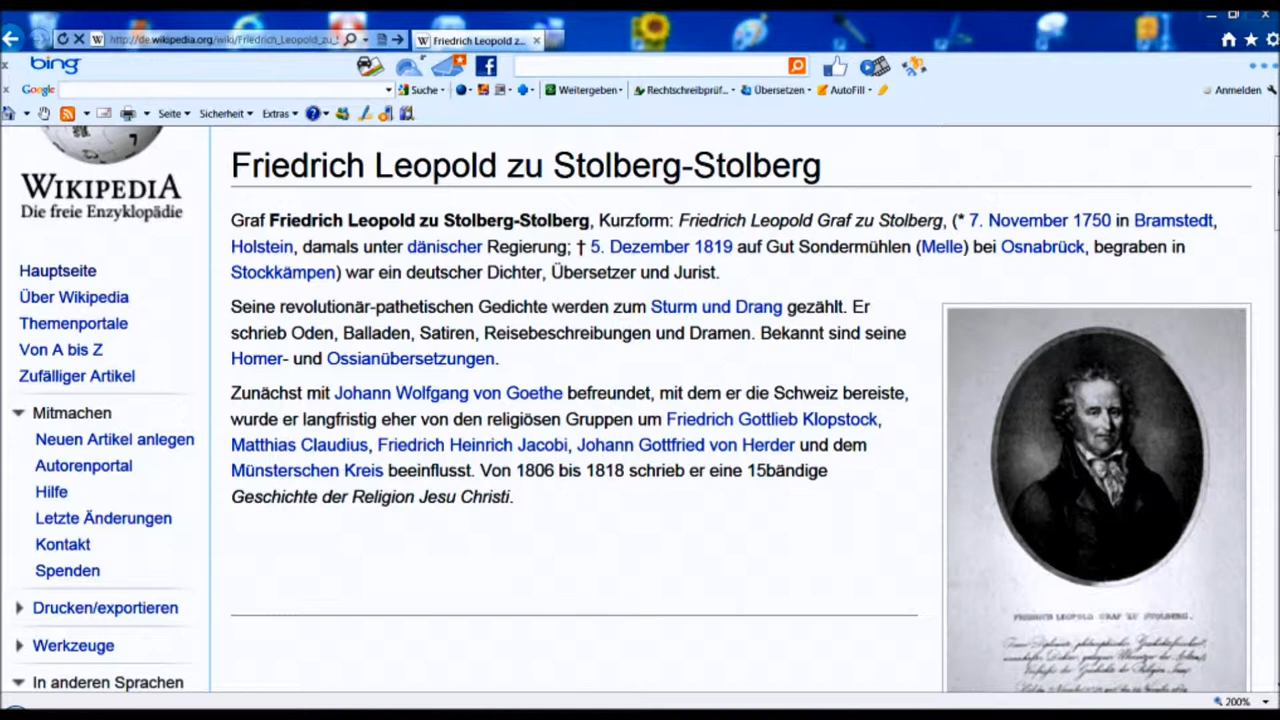 http://de.wikipedia.org/wiki/Friedrich_Leopold_zu_
Friedrich Leopold z...
bing
Google
Suche
Weitergeben
Rechtschreibprüf...
Übersetzen
AutoFill
Anmelden
Seite
Sicherheit
Extras
WIKIPEDIA
Die freie Enzyklopädie
Hauptseite
Über Wikipedia
Themenportale
Von A bis Z
Zufälliger Artikel
Mitmachen
Neuen Artikel anlegen
Autorenportal
Hilfe
Letzte Änderungen
Kontakt
Spenden
Drucken/exportieren
Werkzeuge
In anderen Sprachen
Friedrich Leopold zu Stolberg-Stolberg
Graf Friedrich Leopold zu Stolberg-Stolberg, Kurzform: Friedrich Leopold Graf zu Stolberg, (* 7. November 1750 in Bramstedt,
Holstein, damals unter dänischer Regierung; † 5. Dezember 1819 auf Gut Sondermühlen (Melle) bei Osnabrück, begraben in
Stockkämpen) war ein deutscher Dichter, Übersetzer und Jurist.
Seine revolutionär-pathetischen Gedichte werden zum Sturm und Drang gezählt. Er
schrieb Oden, Balladen, Satiren, Reisebeschreibungen und Dramen. Bekannt sind seine
Homer- und Ossianübersetzungen.
Zunächst mit Johann Wolfgang von Goethe befreundet, mit dem er die Schweiz bereiste,
wurde er langfristig eher von den religiösen Gruppen um Friedrich Gottlieb Klopstock,
Matthias Claudius, Friedrich Heinrich Jacobi, Johann Gottfried von Herder und dem
Münsterschen Kreis beeinflusst. Von 1806 bis 1818 schrieb er eine 15bändige
Geschichte der Religion Jesu Christi.
FRIEDRICH LEOPOLD GRAF ZU STOLBERG.
200%